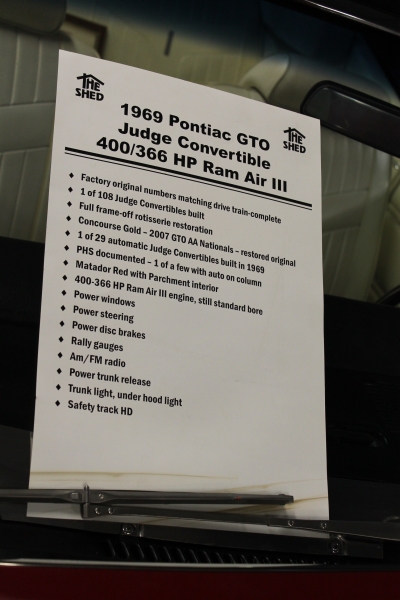 THE SHED
THE SHED
1969 Pontiac GTO
Judge Convertible
400/366 HP Ram Air III
♦ Factory original numbers matching drive train-complete
♦ 1 of 108 Judge Convertibles built
♦ Full frame-off rotisserie restoration
♦ Concourse Gold – 2007 GTO AA Nationals – restored original
♦ 1 of 29 automatic Judge Convertibles built in 1969
♦ PHS documented – 1 of a few with auto on column
♦ Matador Red with Parchment interior
♦ 400-366 HP Ram Air III engine, still standard bore
♦ Power windows
♦ Power steering
♦ Power disc brakes
♦ Rally gauges
♦ Am/FM radio
♦ Power trunk release
♦ Trunk light, under hood light
♦ Safety track HD